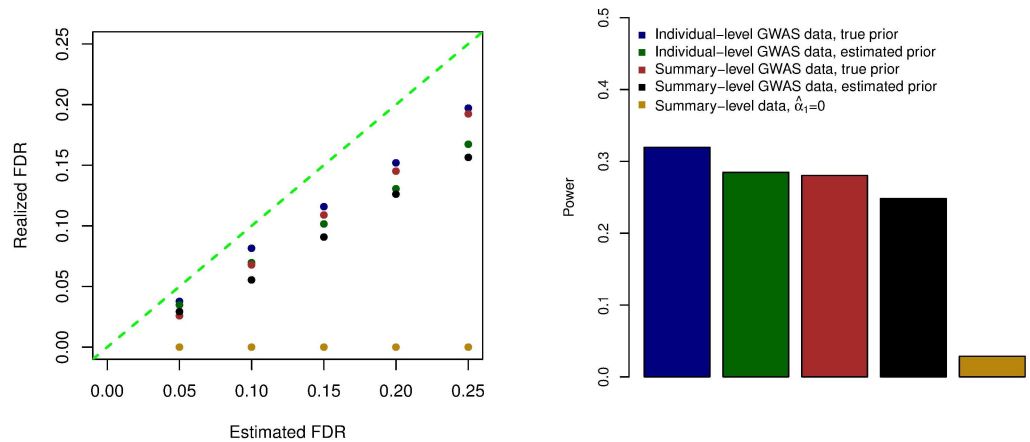 0.25
0.20
0.15
0.10
0.05
0.00
Realized FDR
0.00 0.05 0.10 0.15 0.20 0.25
Estimated FDR
0.5
0.4
0.3
0.2
0.1
0.0
Power
Individual−level GWAS data, true prior
Individual−level GWAS data, estimated prior
Summary−level GWAS data, true prior
Summary−level GWAS data, estimated prior
Summary−level data, α̂₁=0